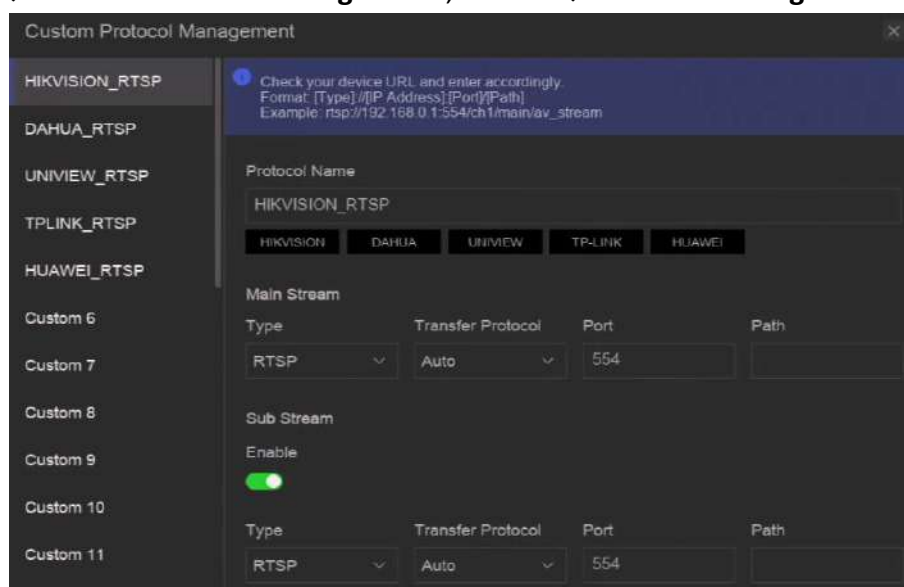 Custom Protocol Management
HIKVISION_RTSP
DAHUA_RTSP
UNIVIEW_RTSP
TPLINK_RTSP
HUAWEI_RTSP
Custom 6
Custom 7
Custom 8
Custom 9
Custom 10
Custom 11
Check your device URL and enter accordingly.
Format: [Type]://[IP Address]:[Port]/[Path]
Example: rtsp://192.168.0.1:554/ch1/main/av_stream
Protocol Name
HIKVISION_RTSP
HIKVISION DAHUA UNIVIEW TP-LINK HUAWEI
Main Stream
Type Transfer Protocol Port Path
RTSP Auto 554
Sub Stream
Enable
Type Transfer Protocol Port Path
RTSP Auto 554